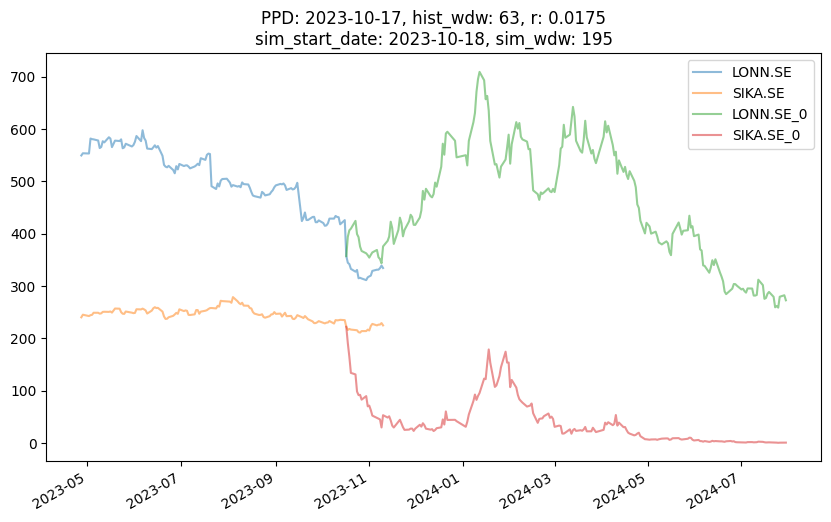 PPD: 2023-10-17, hist_wdw: 63, r: 0.0175
sim_start_date: 2023-10-18, sim_wdw: 195
LONN.SE
SIKA.SE
LONN.SE_0
SIKA.SE_0
700
600
500
400
300
200
100
0
2023-05
2023-07
2023-09
2023-11
2024-01
2024-03
2024-05
2024-07